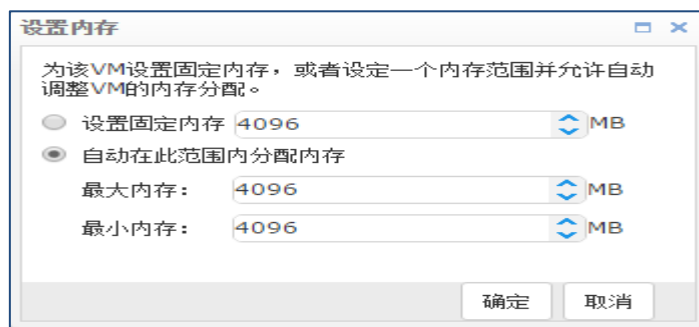 设置内存
为该VM设置固定内存，或者设定一个内存范围并允许自动
调整VM的内存分配。
设置固定内存 4096 MB
自动在此范围内分配内存
最大内存： 4096 MB
最小内存： 4096 MB
确定 取消